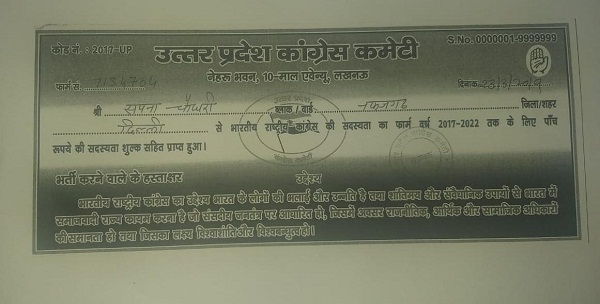 कोड नं. : 2017-UP
S.No-0000001-9999999
उत्तर प्रदेश कांग्रेस कमेटी
नेहरू भवन, 10-माल एवेन्यू, लखनऊ
फार्म सं. दिनांक
श्री सपना चौधरी ब्लाक / वार्ड नजफगढ़ जिला/शहर
दिल्ली से भारतीय राष्ट्रीय कांग्रेस की सदस्यता का फार्म वर्ष 2017-2022 तक के लिए पाँच
रूपये की सदस्यता शुल्क सहित प्राप्त हुआ।
भर्ती करने वाले के हस्ताक्षर उद्देश्य
भारतीय राष्ट्रीय कांग्रेस का उद्देश्य भारत के लोगों की भलाई और उन्नति है तथा शांतिमय और संवैधानिक उपायों से भारत में
समाजवादी राज्य कायम करना है जो संसदीय जनतंत्र पर आधारित हो, जिसमें अवसर राजनीतिक, आर्थिक और सामाजिक अधिकारों
की समानता हो तथा जिसका लक्ष्य विश्वशांति और विश्वबन्धुत्व हो।